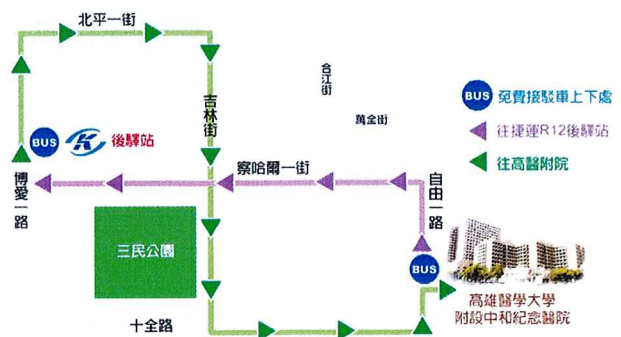 北平一街
吉林街
合江街
萬全街
BUS 免費接駁車上下處
往捷運R12後驛站
往高醫附院
BUS
K
後驛站
博愛一路
察哈爾一街
自由一路
三民公園
BUS
十全路
高雄醫學大學
附設中和紀念醫院